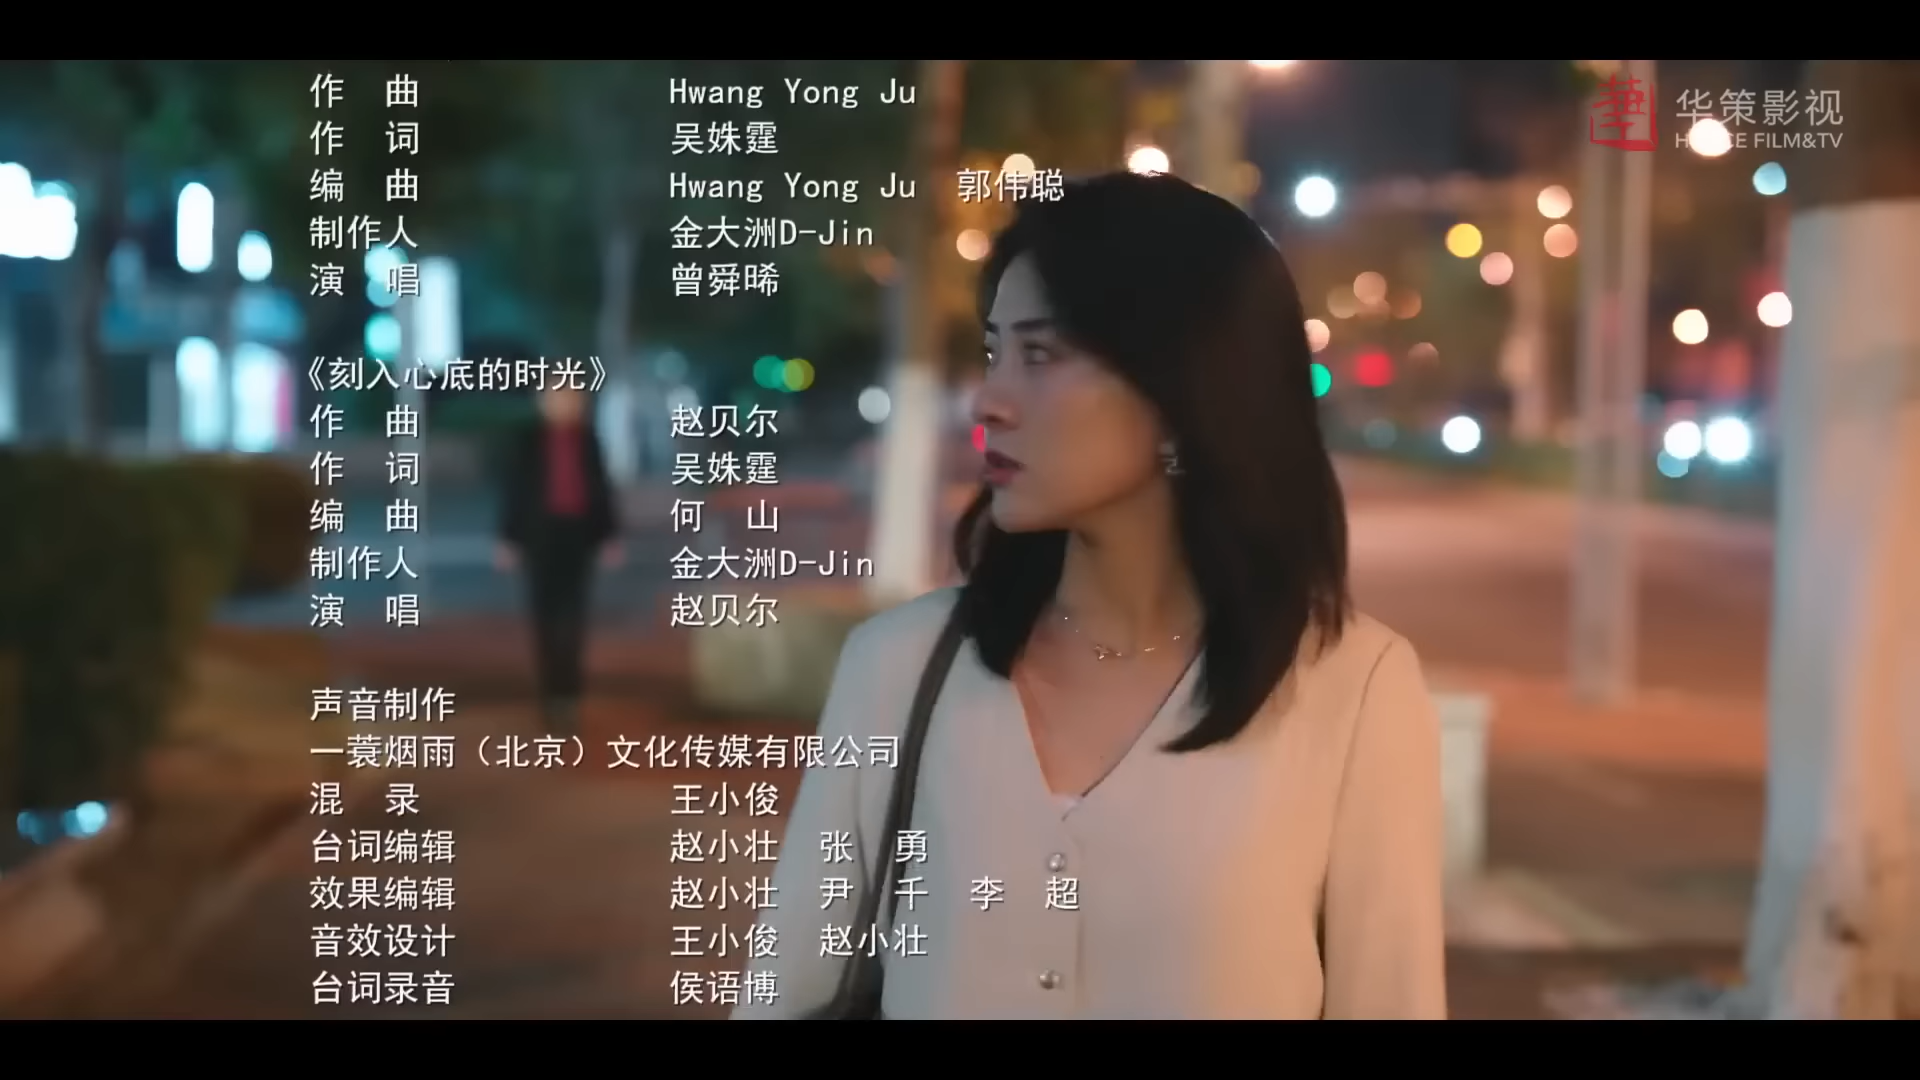 作 曲 Hwang Yong Ju
作 词 吴姝霆
编 曲 Hwang Yong Ju 郭伟聪
制作人 金大洲D-Jin
演 唱 曾舜晞
《刻入心底的时光》
作 曲 赵贝尔
作 词 吴姝霆
编 曲 何 山
制作人 金大洲D-Jin
演 唱 赵贝尔
声音制作
一蓑烟雨（北京）文化传媒有限公司
混 录 王小俊
台词编辑 赵小壮 张 勇
效果编辑 赵小壮 尹 千 李 超
音效设计 王小俊 赵小壮
台词录音 侯语博
华策影视
FILM&TV